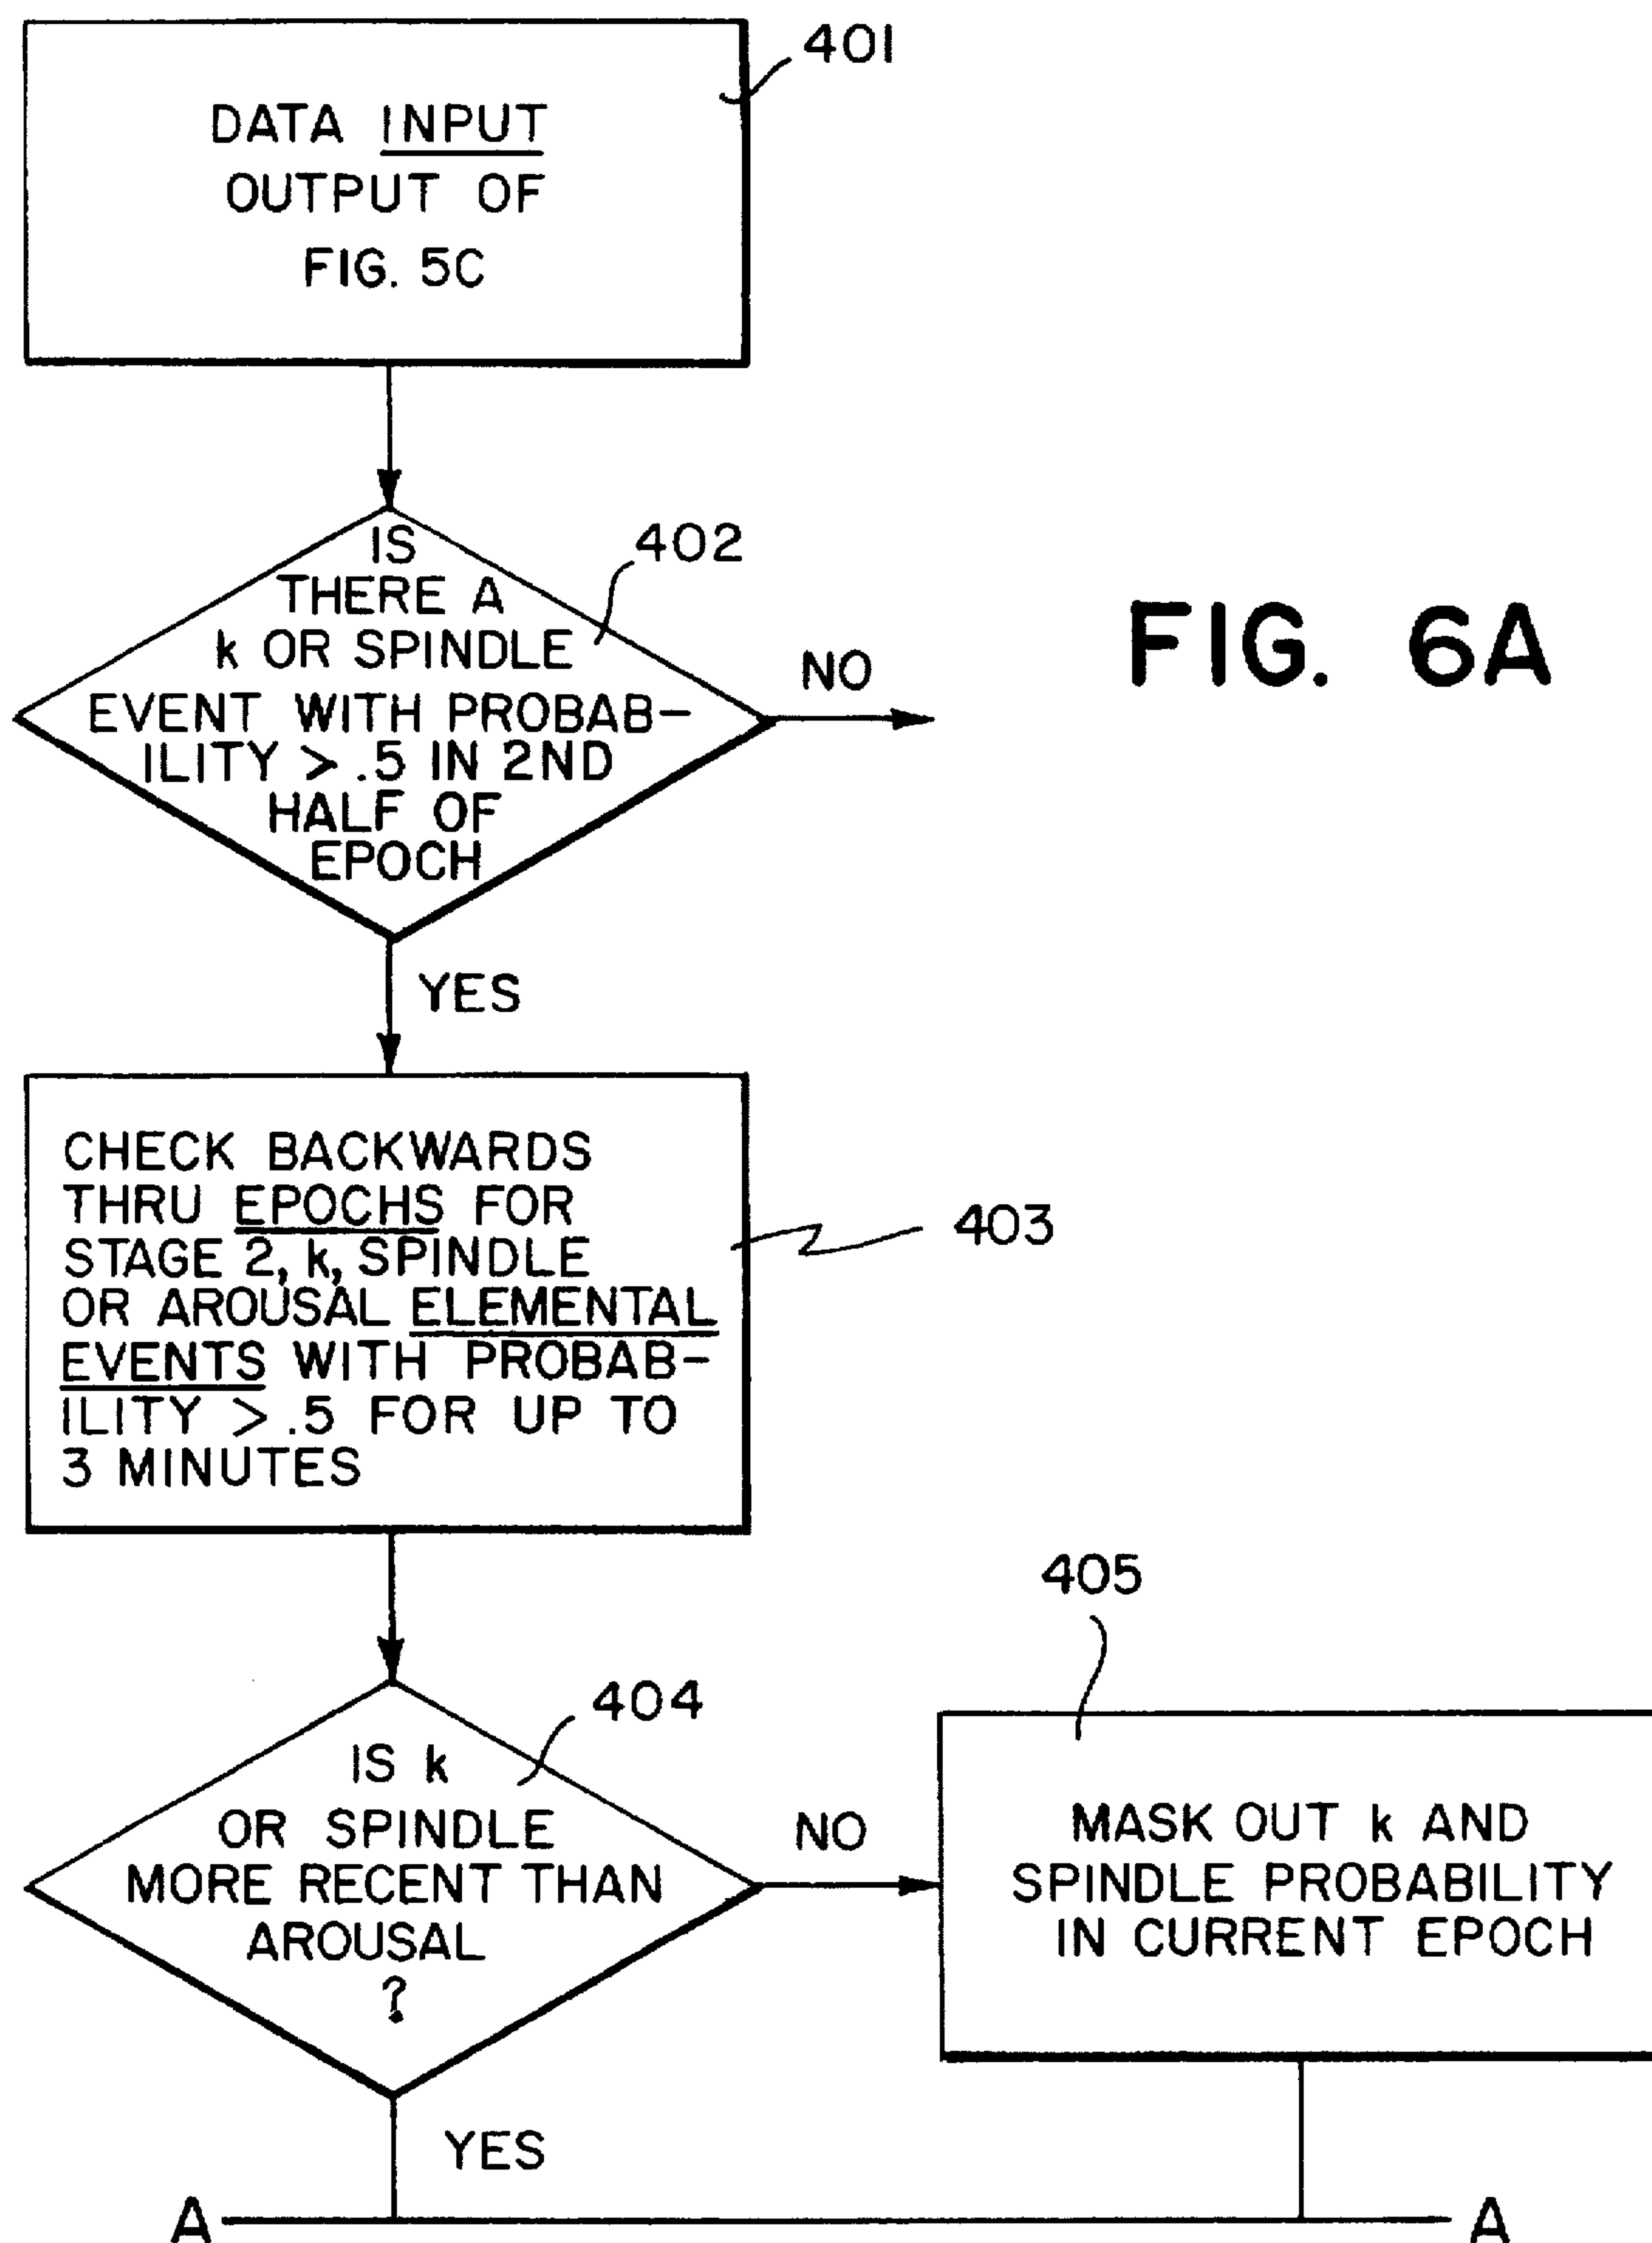 401
DATA INPUT
OUTPUT OF
FIG. 5C
402
IS
THERE A
k OR SPINDLE
EVENT WITH PROBAB-
ILITY > .5 IN 2ND
HALF OF
EPOCH
NO
FIG. 6A
YES
CHECK BACKWARDS
THRU EPOCHS FOR
STAGE 2, k, SPINDLE
OR AROUSAL ELEMENTAL
EVENTS WITH PROBAB-
ILITY > .5 FOR UP TO
3 MINUTES
403
404
IS k
OR SPINDLE
MORE RECENT THAN
AROUSAL
?
NO
405
MASK OUT k AND
SPINDLE PROBABILITY
IN CURRENT EPOCH
YES
A
A